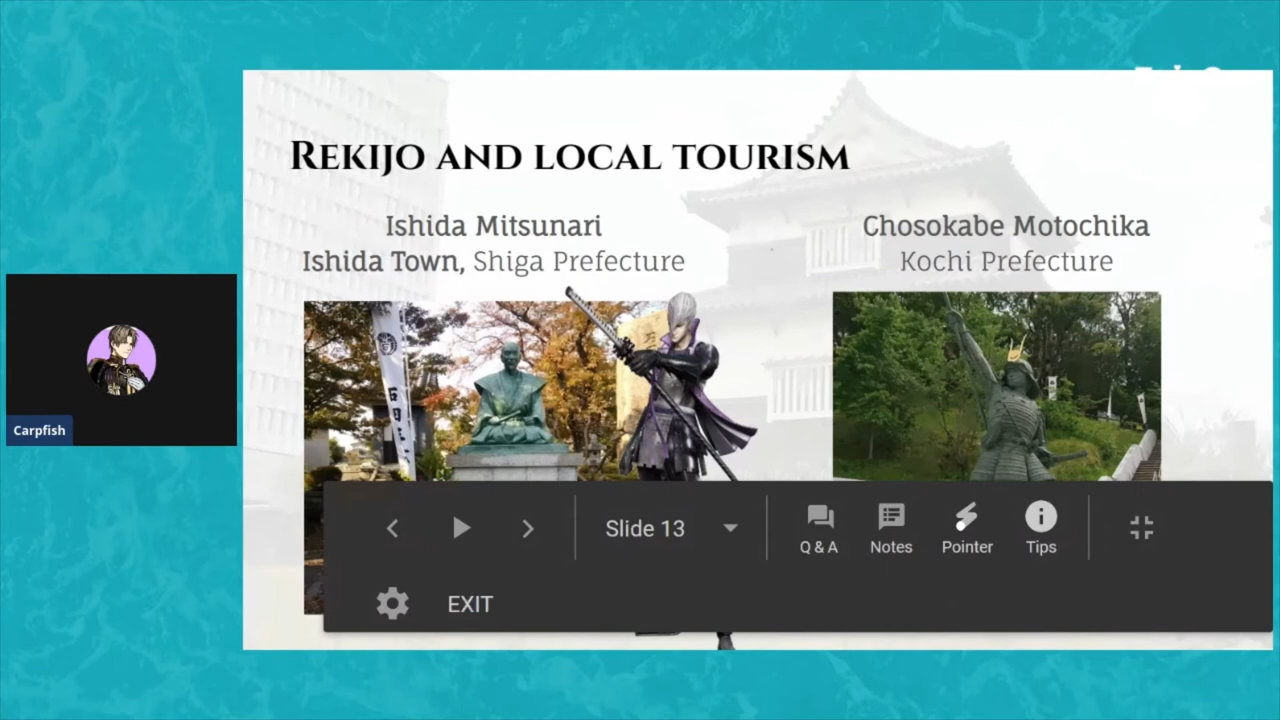 Rekijo and local tourism
Ishida Mitsunari
Ishida Town, Shiga Prefecture
Chosokabe Motochika
Kochi Prefecture
Carpfish
Slide 13
Q & A
Notes
Pointer
Tips
EXIT